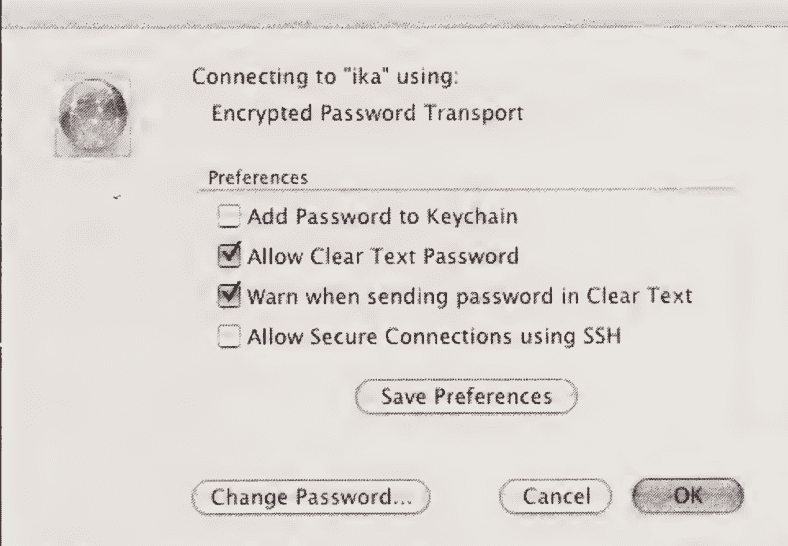 Connecting to "ika" using:
Encrypted Password Transport
Preferences
Add Password to Keychain
Allow Clear Text Password
Warn when sending password in Clear Text
Allow Secure Connections using SSH
Save Preferences
Change Password...
Cancel
OK